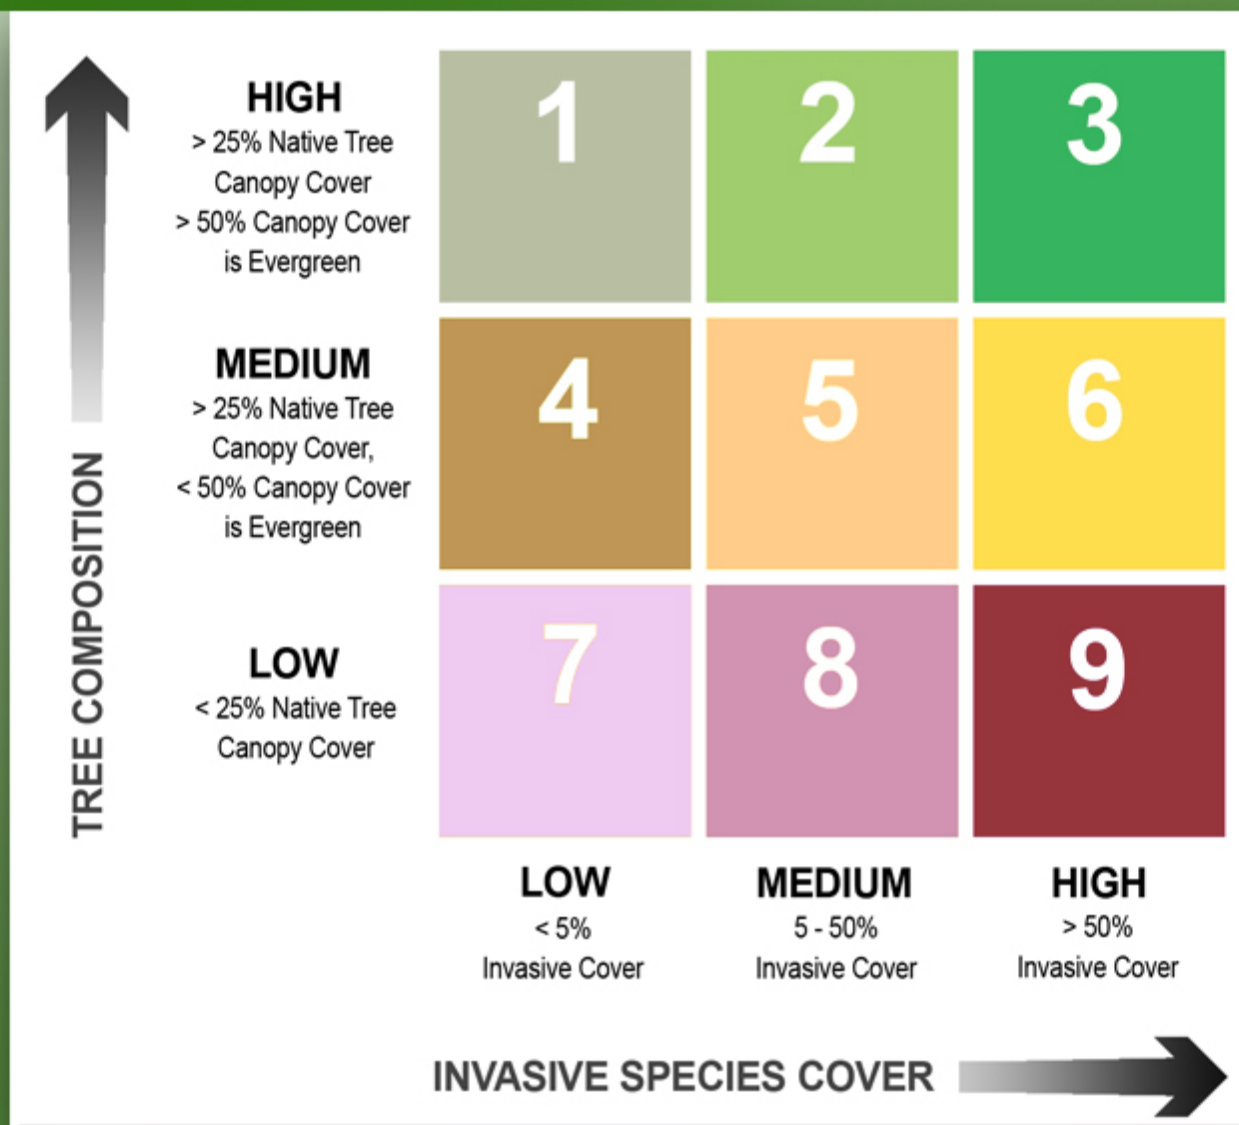 HIGH
> 25% Native Tree
Canopy Cover
> 50% Canopy Cover
is Evergreen
1
2
3
MEDIUM
> 25% Native Tree
Canopy Cover,
< 50% Canopy Cover
is Evergreen
4
5
6
LOW
< 25% Native Tree
Canopy Cover
7
8
9
TREE COMPOSITION
LOW
< 5%
Invasive Cover
MEDIUM
5 - 50%
Invasive Cover
HIGH
> 50%
Invasive Cover
INVASIVE SPECIES COVER